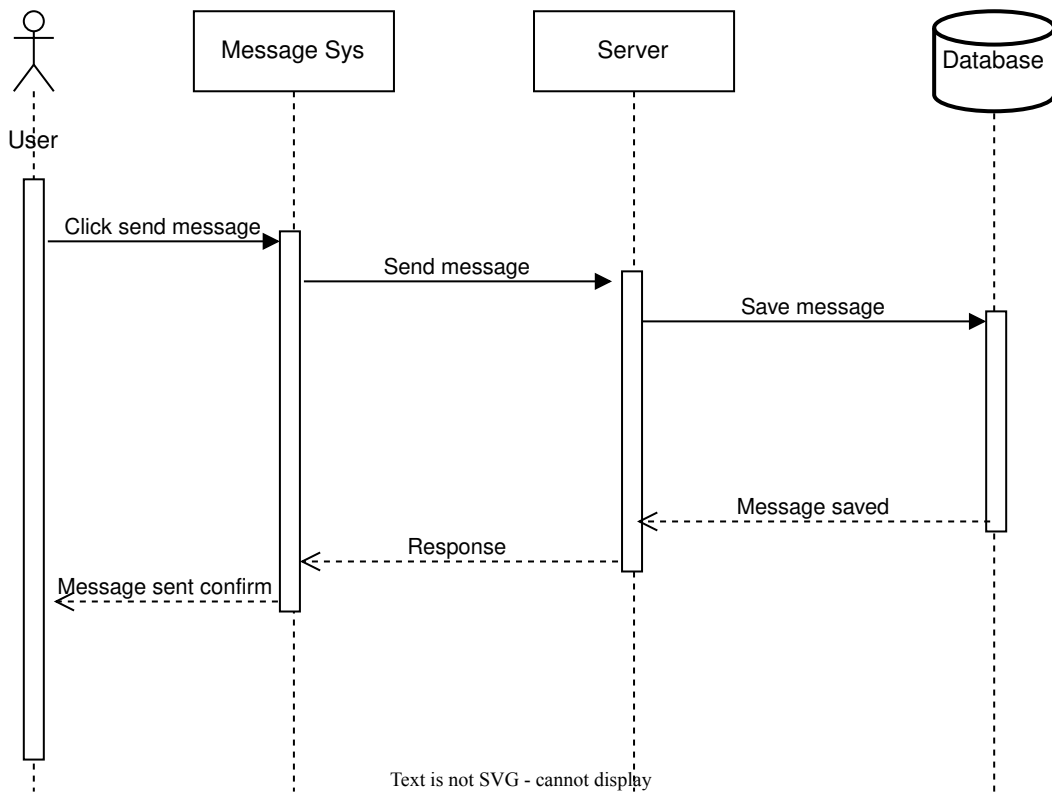 Message Sys
Server
Database
User
Click send message
Send message
Save message
Message saved
Response
Message sent confirm
Text is not SVG - cannot display